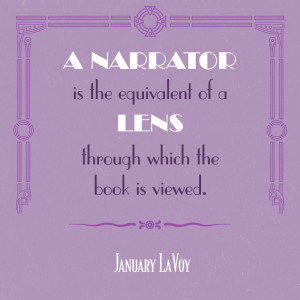 A NARRATOR
is the equivalent of a
LENS
through which the
book is viewed.
JANUARY LAVOY